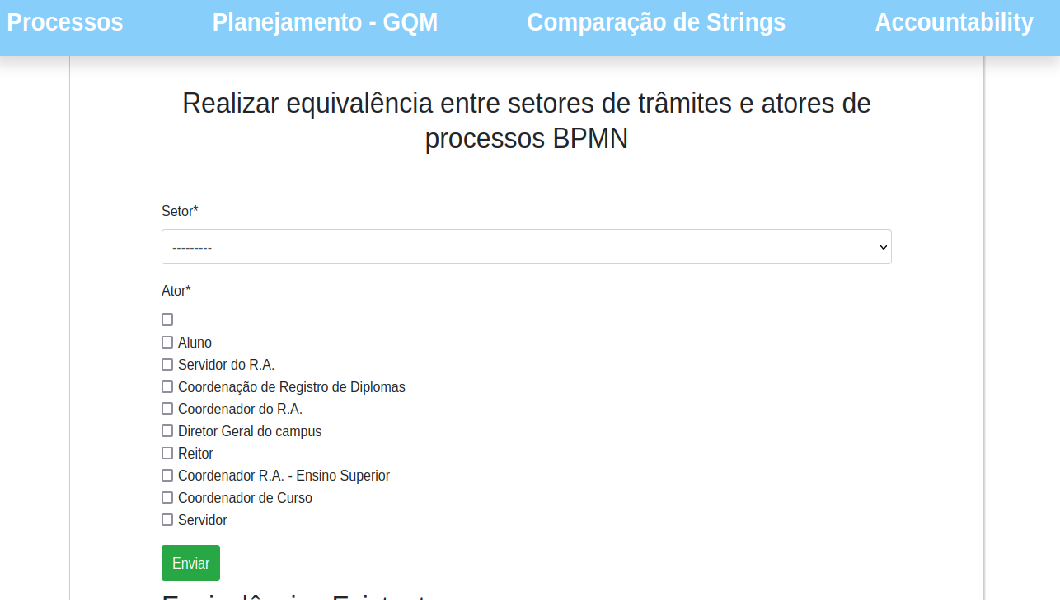 Processos Planejamento - GQM Comparação de Strings Accountability
Realizar equivalência entre setores de trâmites e atores de
processos BPMN
Setor*
---------
Ator*
Aluno
Servidor do R.A.
Coordenação de Registro de Diplomas
Coordenador do R.A.
Diretor Geral do campus
Reitor
Coordenador R.A. - Ensino Superior
Coordenador de Curso
Servidor
Enviar